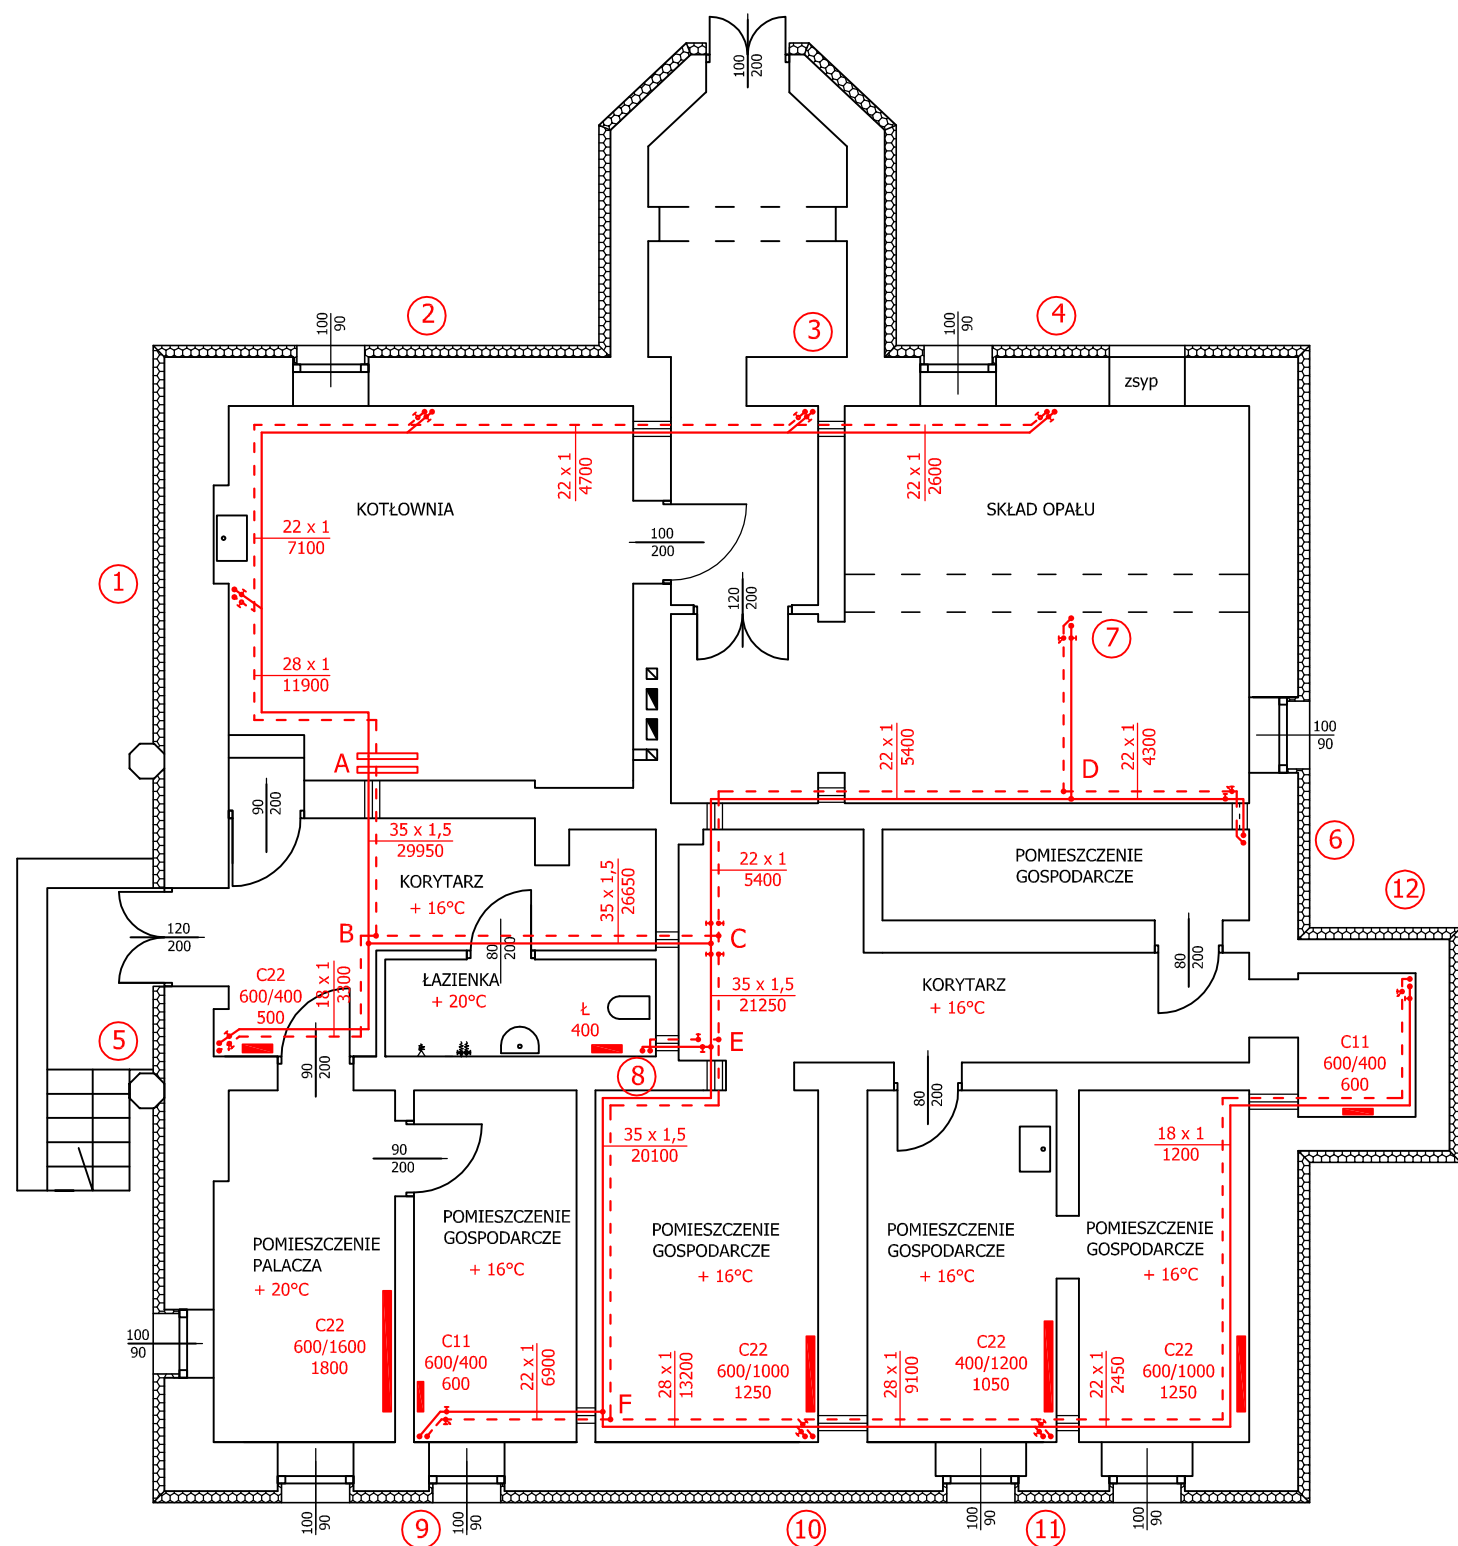 100
200
2
3
4
100
90
100
90
zsyp
22 x 1
4700
22 x 1
2600
KOTŁOWNIA
SKŁAD OPAŁU
22 x 1
7100
100
200
1
120
200
7
28 x 1
11900
22 x 1
5400
22 x 1
4300
100
90
A
D
90
200
35 x 1,5
29950
KORYTARZ
+ 16°C
35 x 1,5
26650
22 x 1
5400
POMIESZCZENIE
GOSPODARCZE
6
12
120
200
B
C
80
200
80
200
C22
600/400
500
18 x 1
3300
ŁAZIENKA
+ 20°C
Ł
400
35 x 1,5
21250
KORYTARZ
+ 16°C
5
E
C11
600/400
600
90
200
8
80
200
90
200
35 x 1,5
20100
18 x 1
1200
POMIESZCZENIE
PALACZA
+ 20°C
POMIESZCZENIE
GOSPODARCZE
+ 16°C
POMIESZCZENIE
GOSPODARCZE
+ 16°C
POMIESZCZENIE
GOSPODARCZE
+ 16°C
POMIESZCZENIE
GOSPODARCZE
+ 16°C
100
90
C22
600/1600
1800
C11
600/400
600
22 x 1
6900
F
28 x 1
13200
C22
600/1000
1250
28 x 1
9100
C22
400/1200
1050
22 x 1
2450
C22
600/1000
1250
100
90
9
100
90
10
100
90
11
100
90